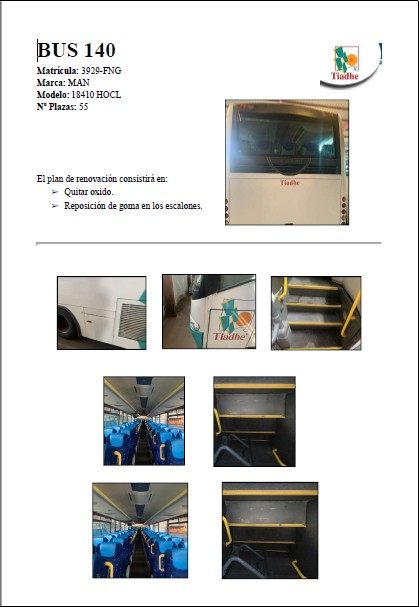 BUS 140
Matrícula: 3929-FNG
Marca: MAN
Modelo: 18410 HOCL
Nº Plazas: 55
Tiadhe
Tiadhe
El plan de renovación consistirá en:
➢ Quitar oxido.
➢ Reposición de goma en los escalones.
Tiadhe